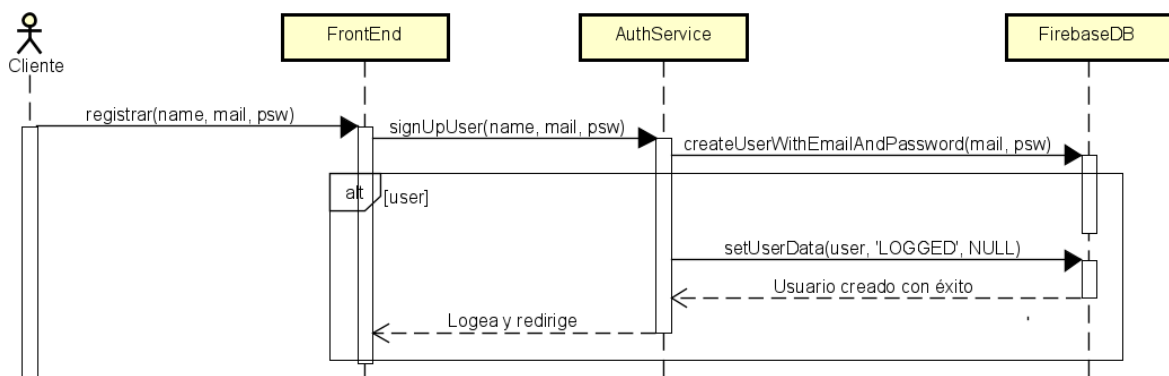 FrontEnd
AuthService
FirebaseDB
Cliente
registrar(name, mail, psw)
signUpUser(name, mail, psw)
createUserWithEmailAndPassword(mail, psw)
alt
[user]
setUserData(user, 'LOGGED', NULL)
Usuario creado con éxito
Logea y redirige